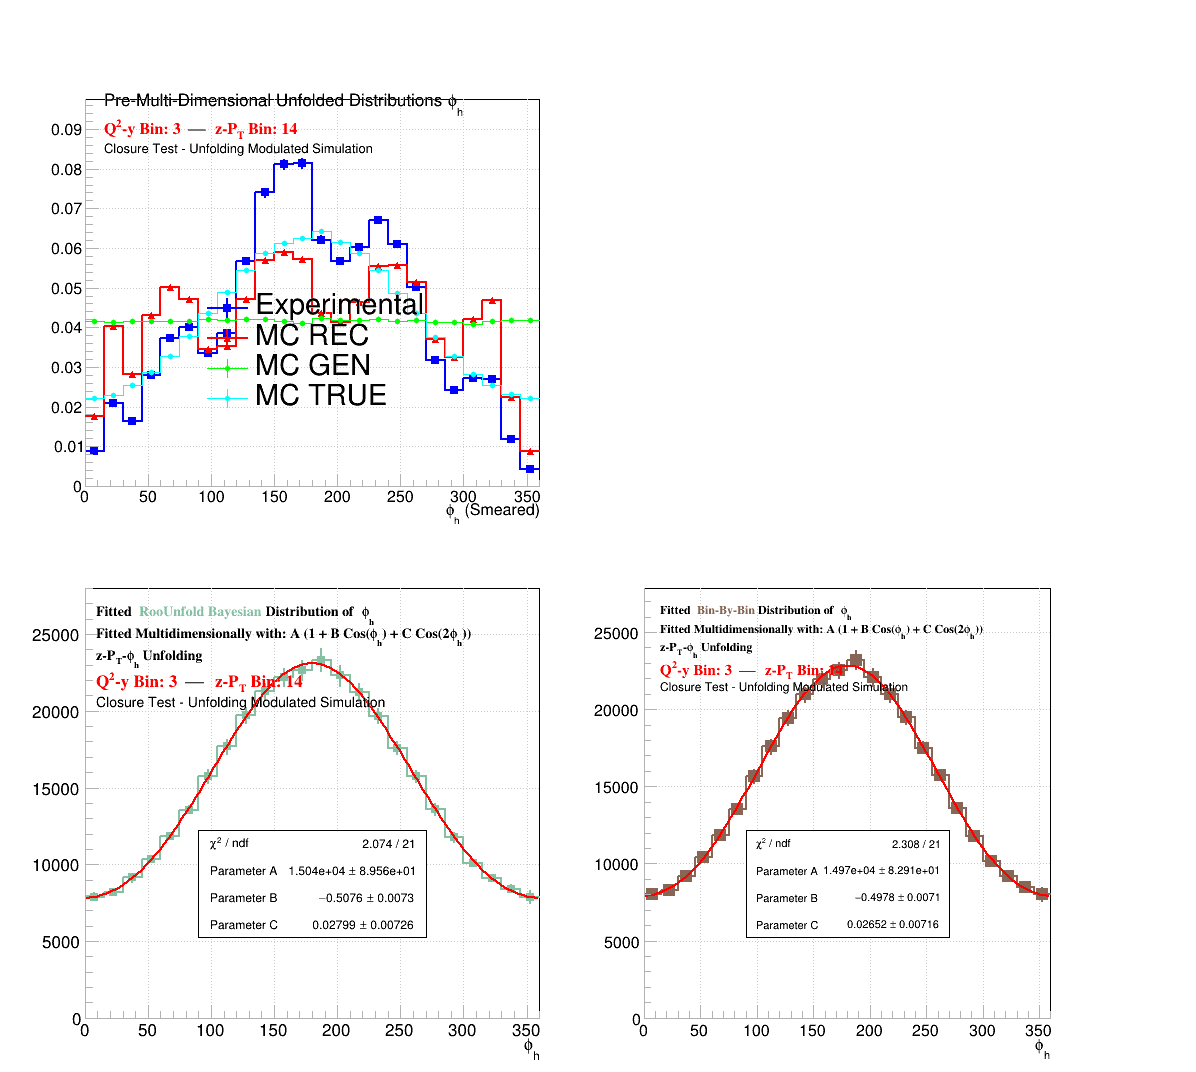 Pre-Multi-Dimensional Unfolded Distributions ϕh
Q²-y Bin: 3 — z-PT Bin: 14
Closure Test - Unfolding Modulated Simulation
0.09
0.08
0.07
0.06
0.05
0.04
0.03
0.02
0.01
0
Experimental
MC REC
MC GEN
MC TRUE
0 50 100 150 200 250 300 350
ϕh (Smeared)
Fitted RooUnfold Bayesian Distribution of ϕh
Fitted Multidimensionally with: A (1 + B Cos(ϕh) + C Cos(2ϕh))
z-PT-ϕh Unfolding
Q²-y Bin: 3 — z-PT Bin: 14
Closure Test - Unfolding Modulated Simulation
25000
20000
15000
10000
5000
0
χ² / ndf 2.074 / 21
Parameter A 1.504e+04 ± 8.956e+01
Parameter B −0.5076 ± 0.0073
Parameter C 0.02799 ± 0.00726
0 50 100 150 200 250 300 350
ϕh
Fitted Bin-By-Bin Distribution of ϕh
Fitted Multidimensionally with: A (1 + B Cos(ϕh) + C Cos(2ϕh))
z-PT-ϕh Unfolding
Q²-y Bin: 3 — z-PT Bin:
Closure Test - Unfolding Modulated Simulation
25000
20000
15000
10000
5000
0
χ² / ndf 2.308 / 21
Parameter A 1.497e+04 ± 8.291e+01
Parameter B −0.4978 ± 0.0071
Parameter C 0.02652 ± 0.00716
0 50 100 150 200 250 300 350
ϕh